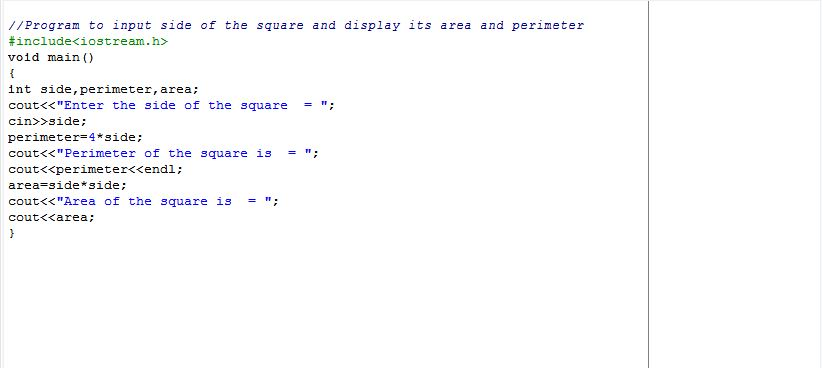 //Program to input side of the square and display its area and perimeter
#include<iostream.h>
void main()
{
int side,perimeter,area;
cout<<"Enter the side of the square  = ";
cin>>side;
perimeter=4*side;
cout<<"Perimeter of the square is  = ";
cout<<perimeter<<endl;
area=side*side;
cout<<"Area of the square is  = ";
cout<<area;
}